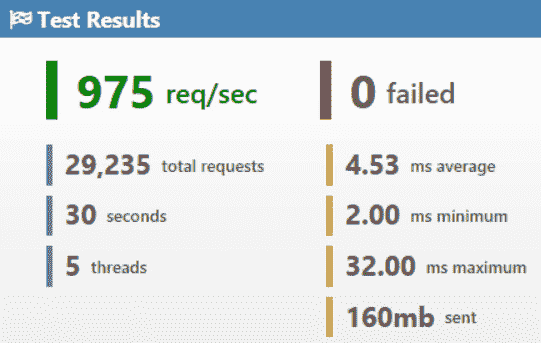 Test Results
975 req/sec
0 failed
29,235 total requests
4.53 ms average
30 seconds
2.00 ms minimum
5 threads
32.00 ms maximum
160mb sent